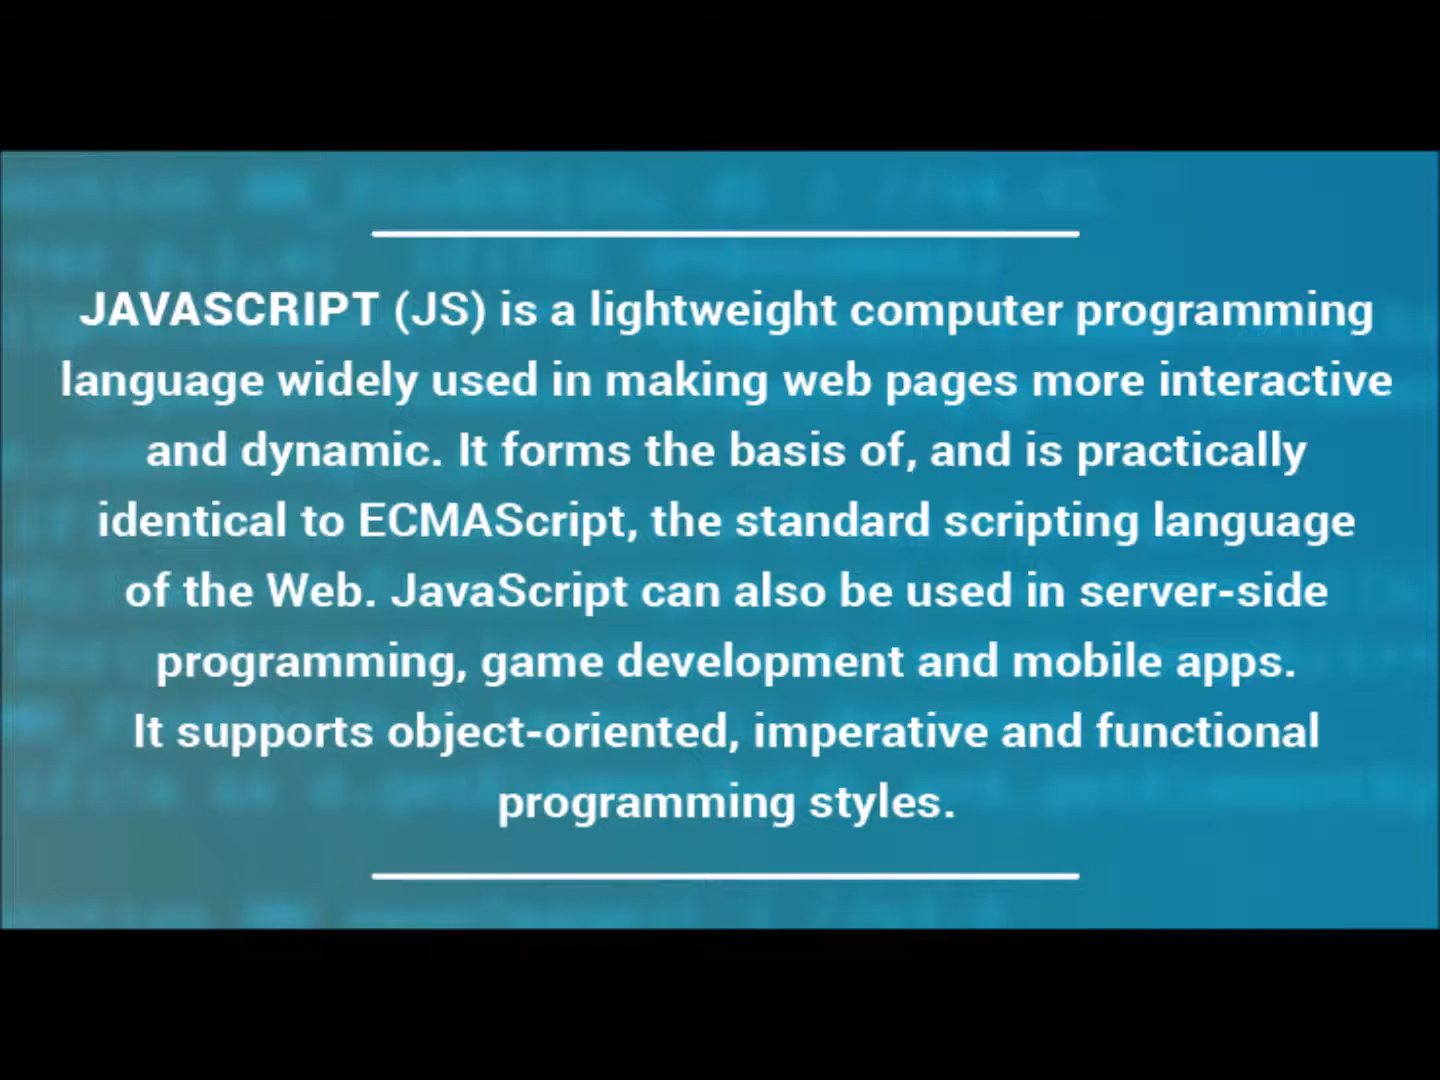 JAVASCRIPT (JS) is a lightweight computer programming
language widely used in making web pages more interactive
and dynamic. It forms the basis of, and is practically
identical to ECMAScript, the standard scripting language
of the Web. JavaScript can also be used in server-side
programming, game development and mobile apps.
It supports object-oriented, imperative and functional
programming styles.